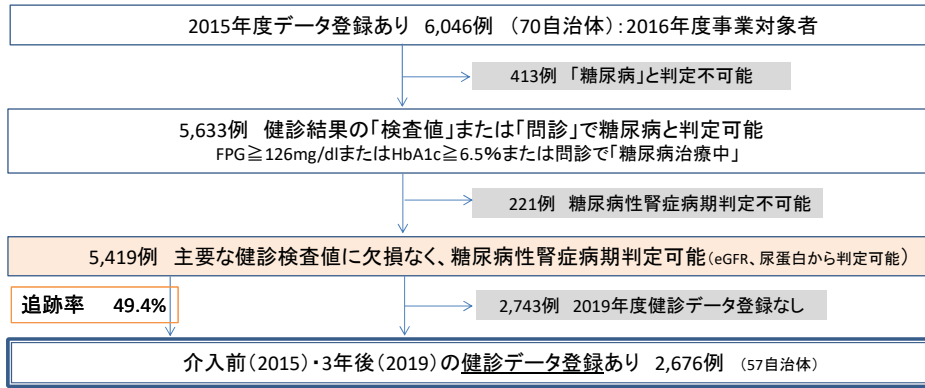 2015年度データ登録あり 6,046例 （70自治体）：2016年度事業対象者
413例 「糖尿病」と判定不可能
5,633例 健診結果の「検査値」または「問診」で糖尿病と判定可能
FPG≧126mg/dlまたはHbA1c≧6.5%または問診で「糖尿病治療中」
221例 糖尿病性腎症病期判定不可能
5,419例 主要な健診検査値に欠損なく、糖尿病性腎症病期判定可能（eGFR、尿蛋白から判定可能）
追跡率 49.4%
2,743例 2019年度健診データ登録なし
介入前（2015）・3年後（2019）の健診データ登録あり 2,676例 （57自治体）